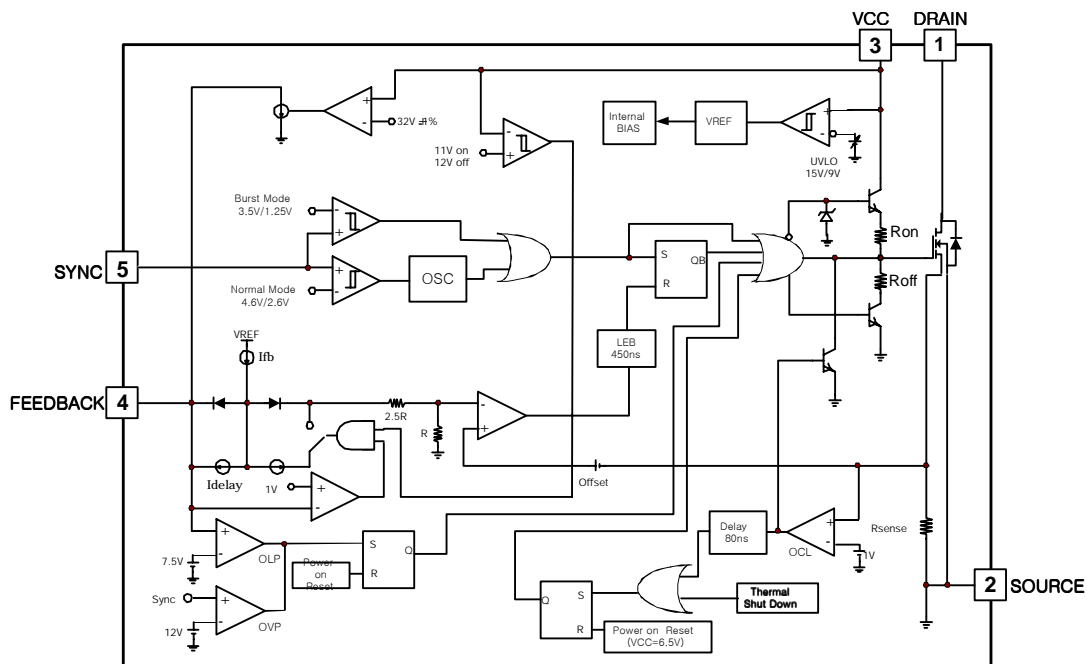 VCC DRAIN
3 1
+
-
32V
+
-
Internal
BIAS
VREF
+
-
11V on
12V off
UVLO
15V/9V
Burst Mode
3.5V/1.25V
-
+
Ron
SYNC 5
+
-
OSC
S QB
R
Roff
Normal Mode
4.6V/2.6V
VREF
Ifb
LEB
450ns
FEEDBACK 4
2.5R
R
-
+
Idelay
1V
+
-
Offset
Rsense
+
-
OLP
7.5V
S Q
R
Power
on
Reset
Delay
80ns
OCL
+
-
1V
Sync
+
-
OVP
12V
Q S
R
Thermal
Shut Down
2 SOURCE
Power on Reset
(VCC=6.5V)